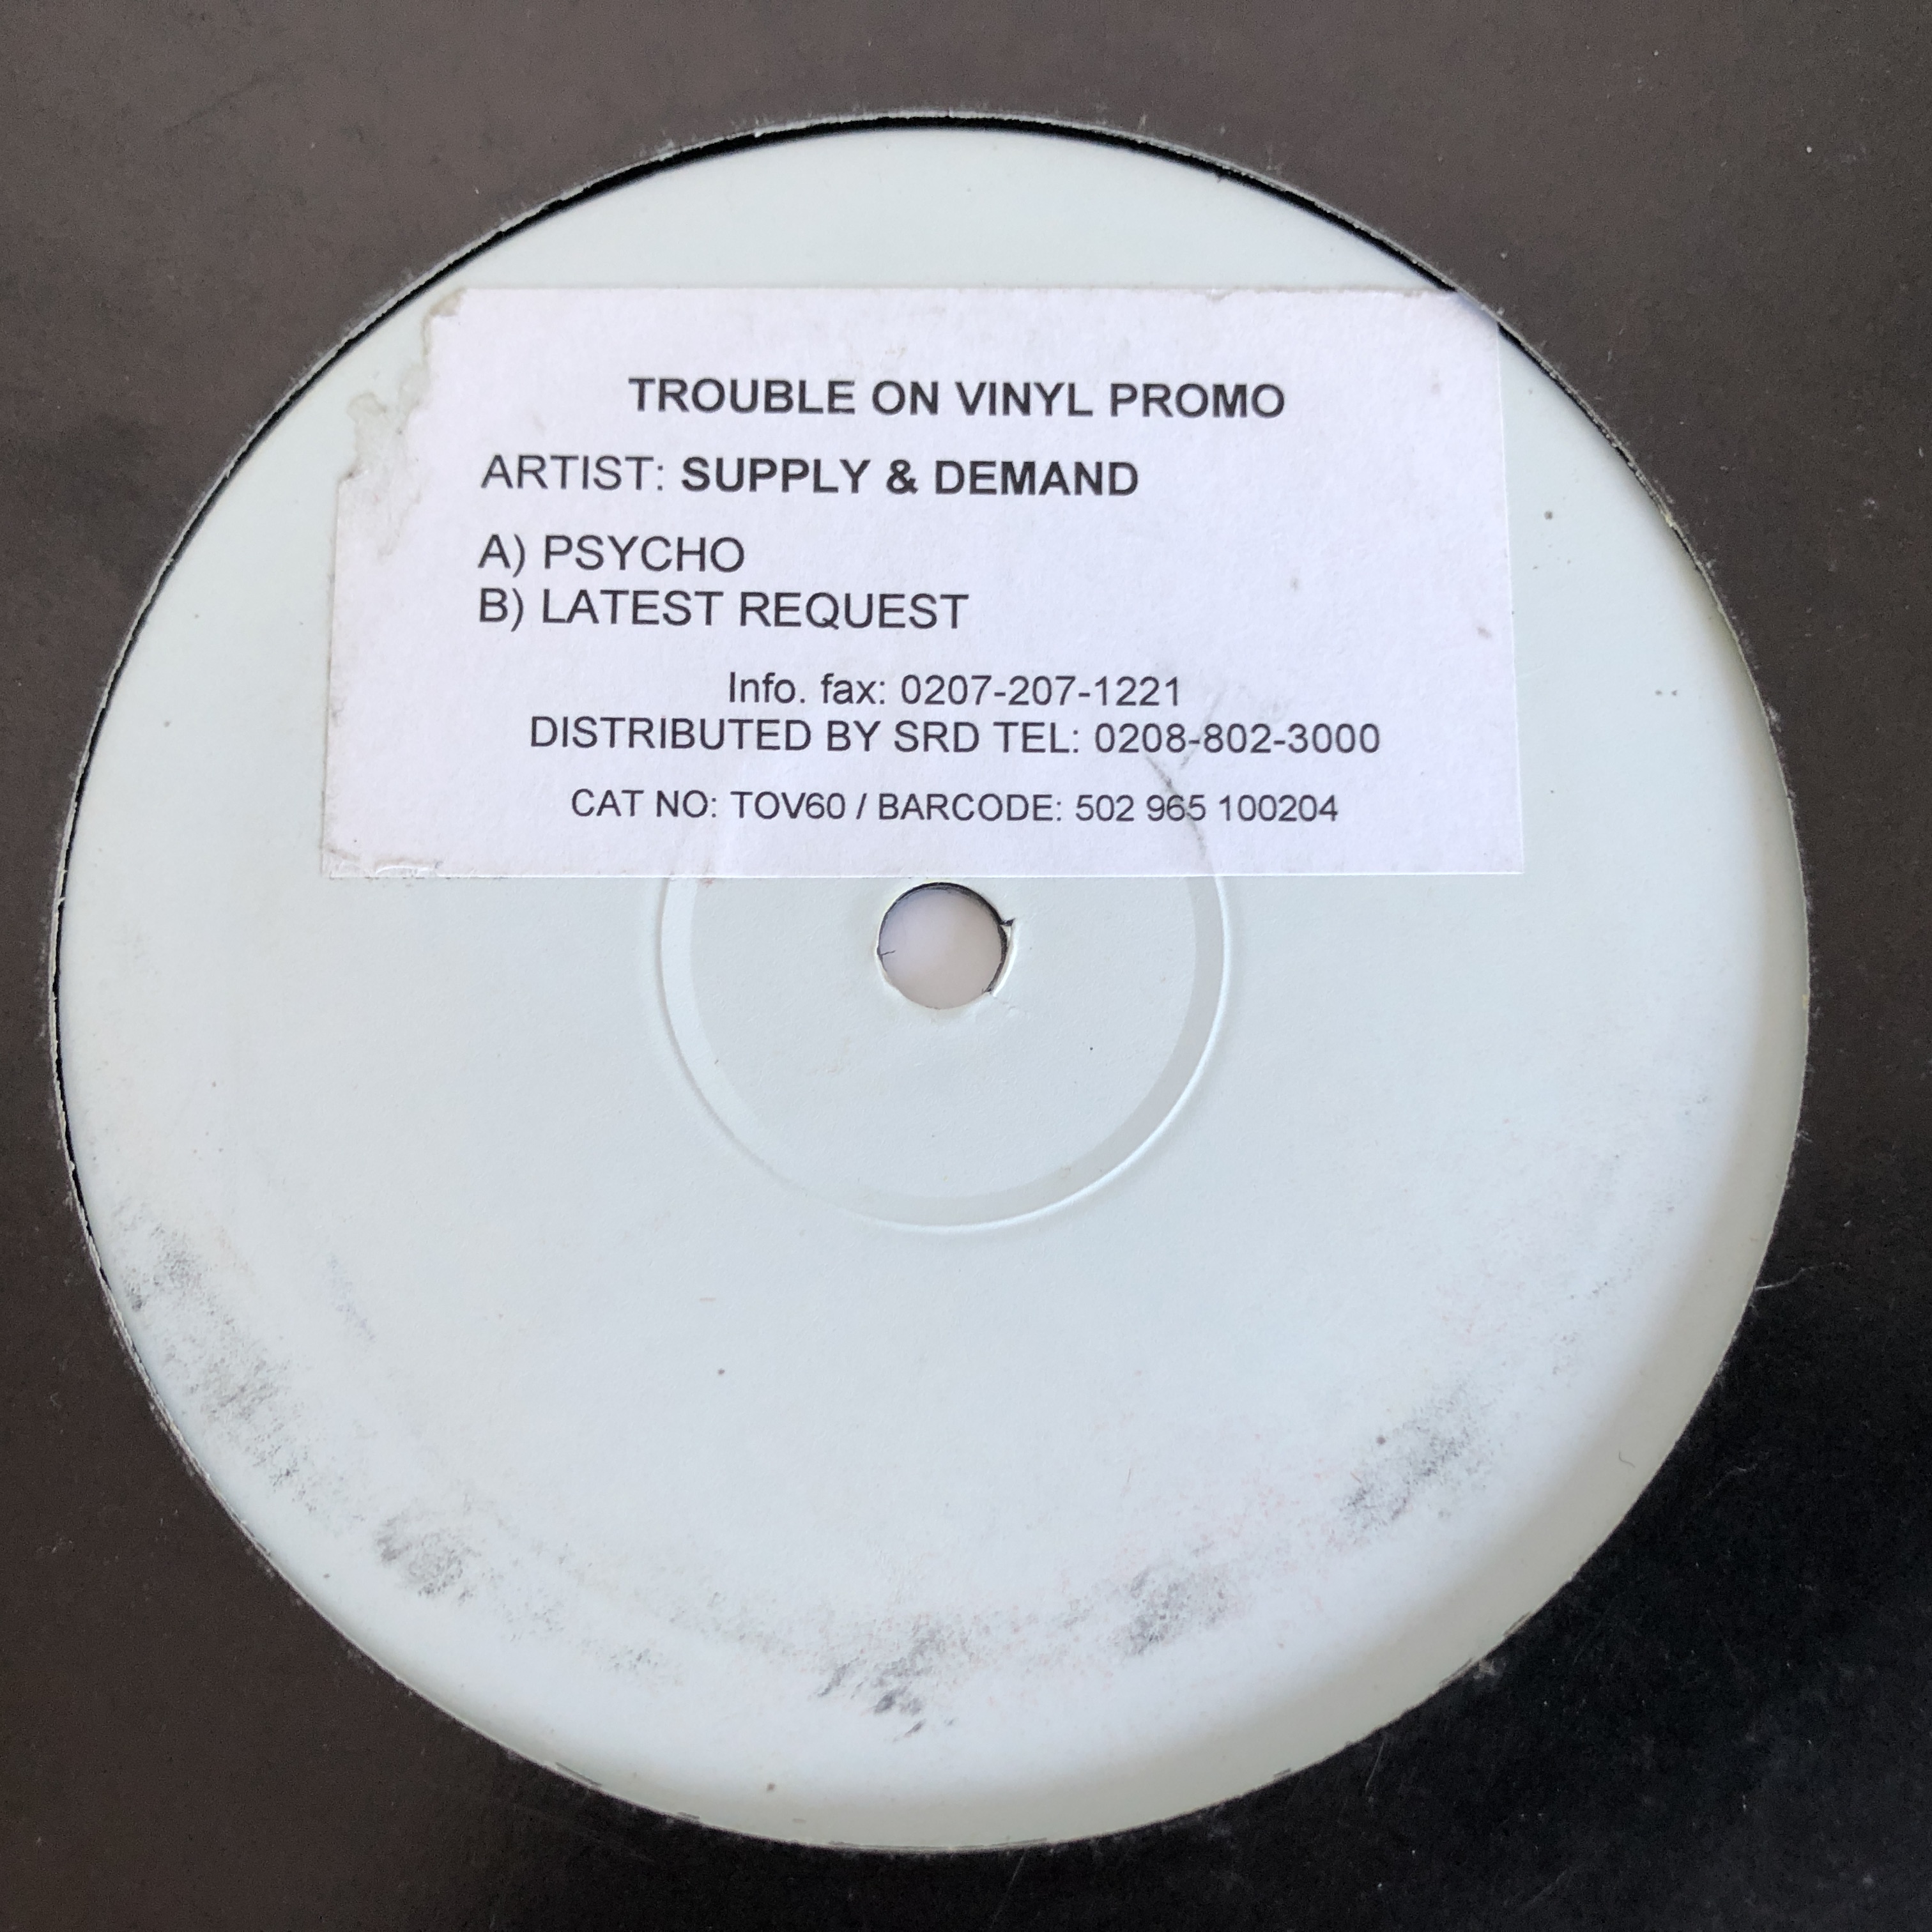 TROUBLE ON VINYL PROMO
ARTIST: SUPPLY & DEMAND
A) PSYCHO
B) LATEST REQUEST
Info. fax: 0207-207-1221
DISTRIBUTED BY SRD TEL: 0208-802-3000
CAT NO: TOV60 / BARCODE: 502 965 100204